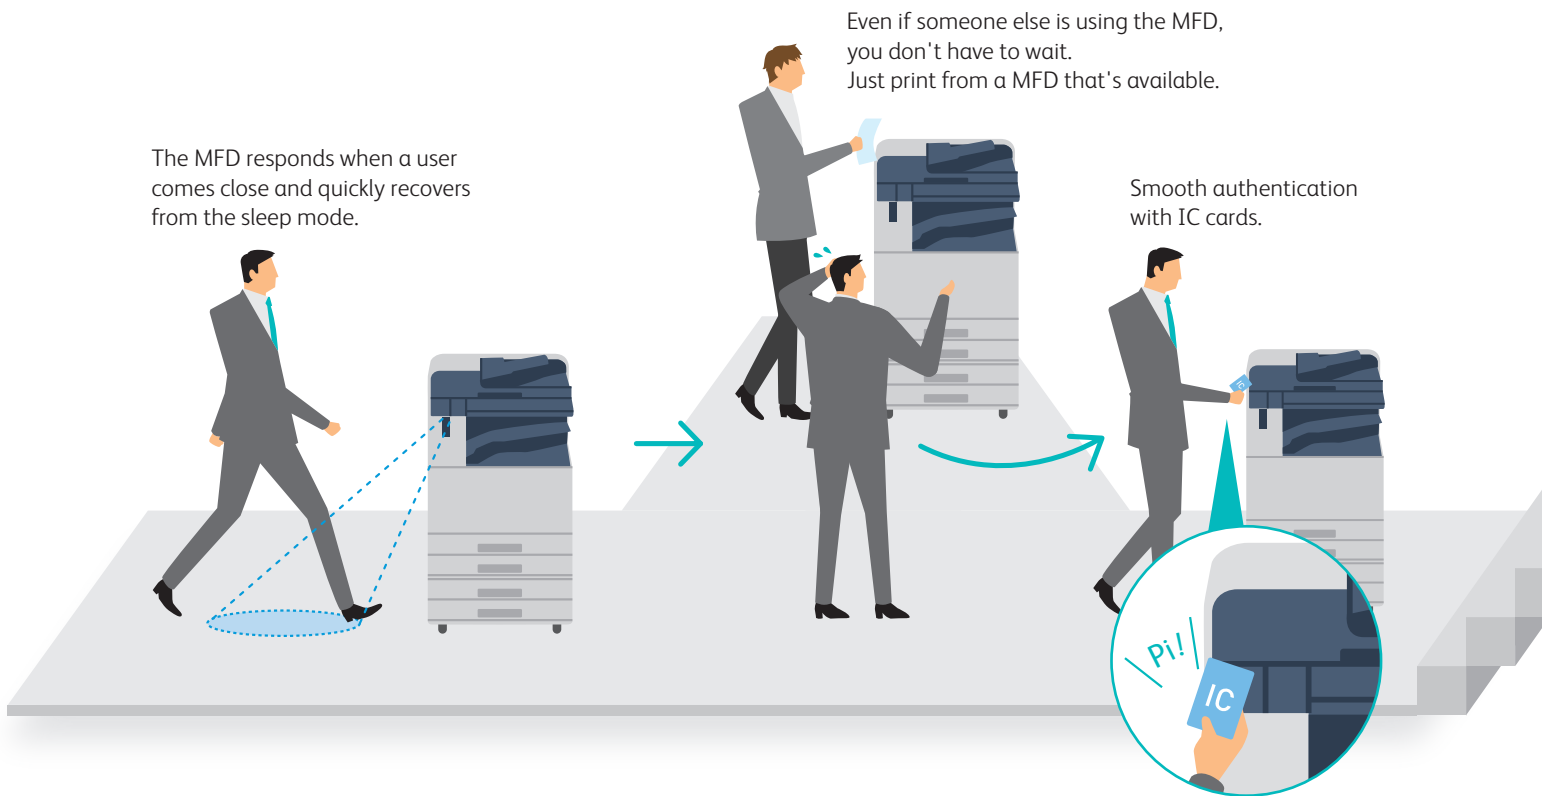 The MFD responds when a user
comes close and quickly recovers
from the sleep mode.
Even if someone else is using the MFD,
you don't have to wait.
Just print from a MFD that's available.
Smooth authentication
with IC cards.
IC
Pi!
IC